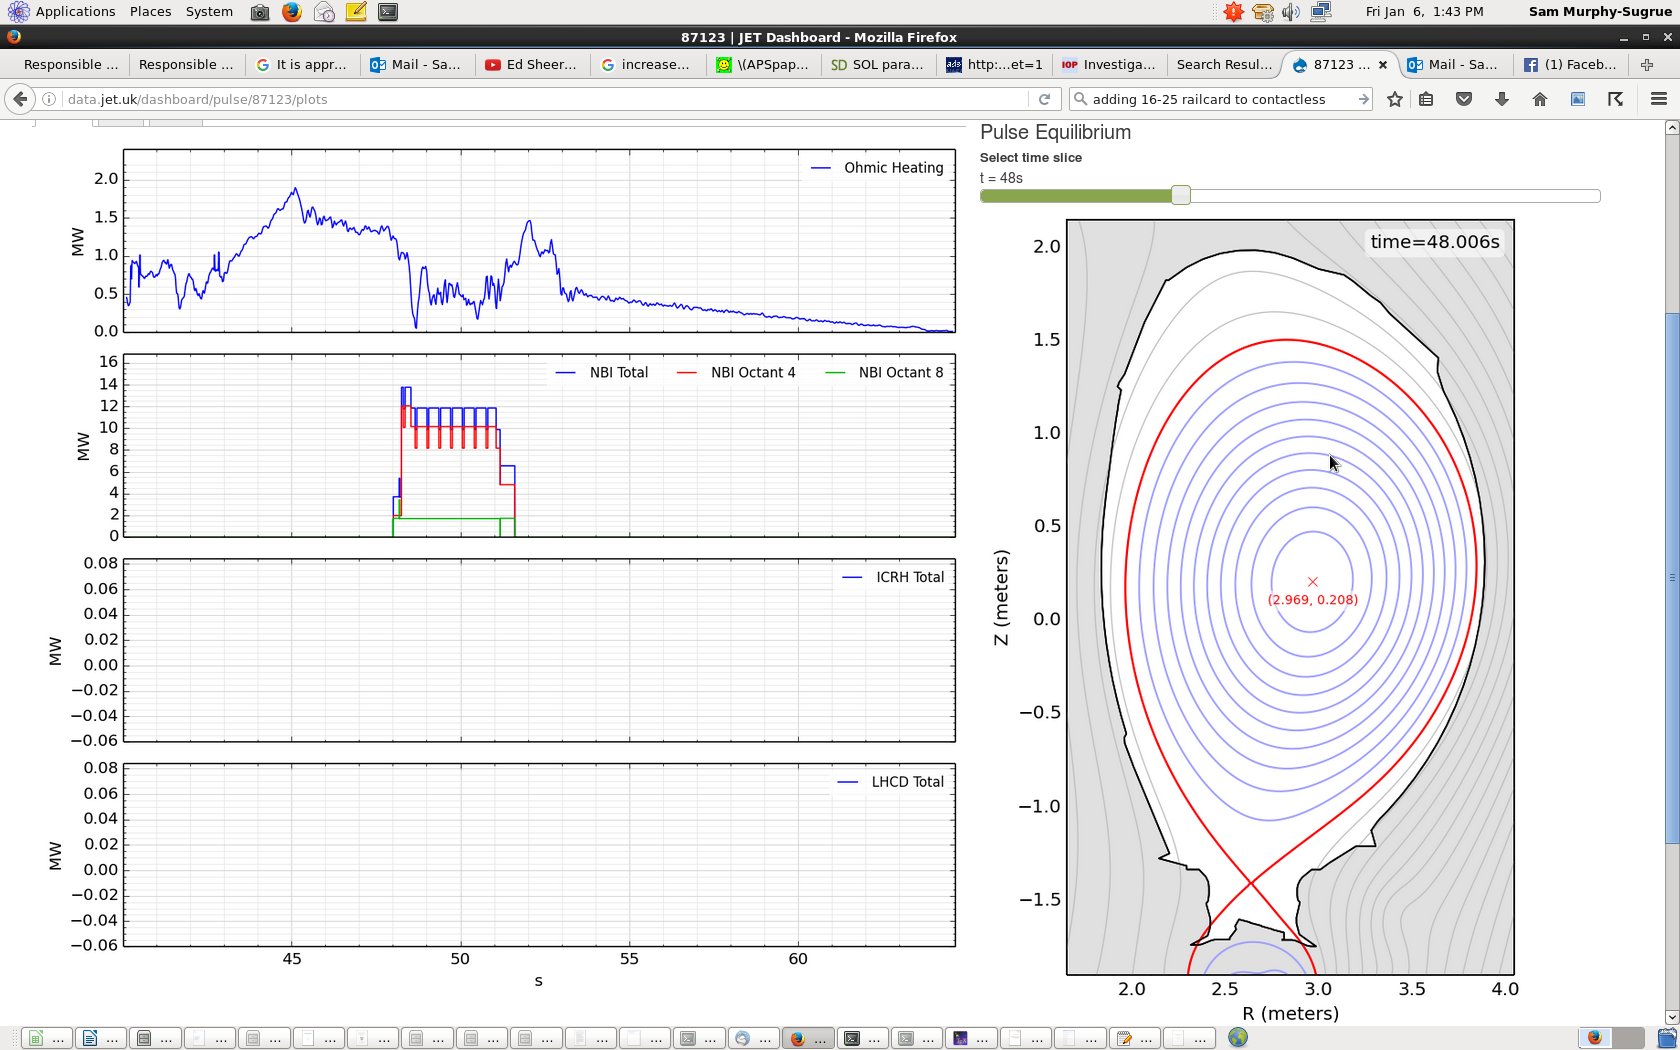 Applications Places System Fri Jan 6, 1:43 PM Sam Murphy-Sugrue
87123 | JET Dashboard - Mozilla Firefox
Responsible ... Responsible ... It is appr... Mail - Sa... Ed Sheer... increase... \(APSpap... SOL para... http:...et=1 Investiga... Search Resul... 87123 ... Mail - Sa... (1) Faceb...
data.jet.uk/dashboard/pulse/87123/plots adding 16-25 railcard to contactless
Pulse Equilibrium
Select time slice
t = 48s
Ohmic Heating
2.0
1.5
1.0
0.5
0.0
MW
NBI Total NBI Octant 4 NBI Octant 8
16
14
12
10
8
6
4
2
0
MW
ICRH Total
0.08
0.06
0.04
0.02
0.00
−0.02
−0.04
−0.06
MW
LHCD Total
0.08
0.06
0.04
0.02
0.00
−0.02
−0.04
−0.06
MW
45 50 55 60
s
time=48.006s
2.0
1.5
1.0
0.5
0.0
−0.5
−1.0
−1.5
Z (meters)
(2.969, 0.208)
2.0 2.5 3.0 3.5 4.0
R (meters)
... ... ... ... ... ... ... ... ... ... ... ... ... ... ... ... ... ... ... ... ... ...